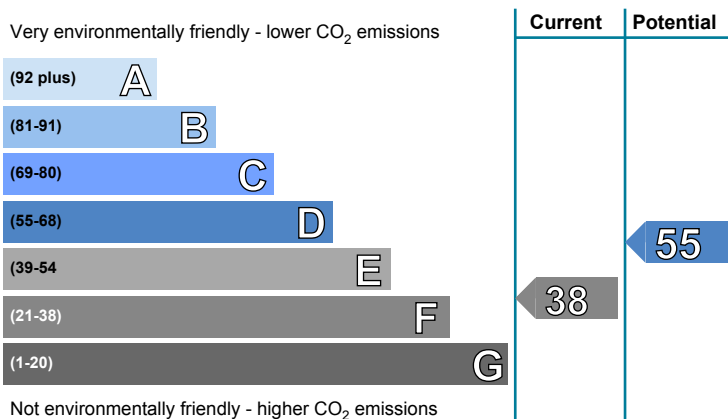 Very environmentally friendly - lower CO₂ emissions
Current
Potential
(92 plus) A
(81-91) B
(69-80) C
(55-68) D
55
(39-54 E
38
(21-38) F
(1-20) G
Not environmentally friendly - higher CO₂ emissions